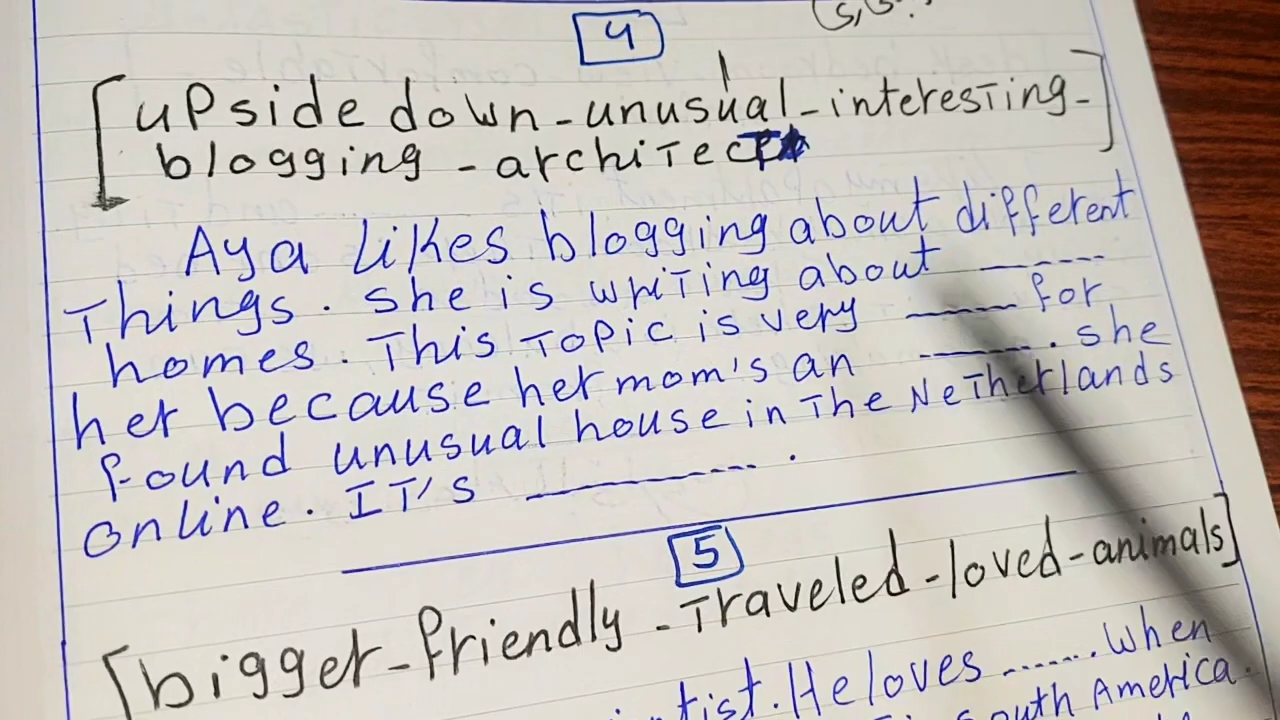 4
[upside down - unusual - interesting -
blogging - architect]
Aya likes blogging about different
Things. she is writing about ------
homes. This Topic is very ------ for
her because her mom's an ------. she
found unusual house in The Netherlands
online. IT's ------.
5
[bigger - friendly - Traveled - loved - animals]
He loves ....... when
South America.